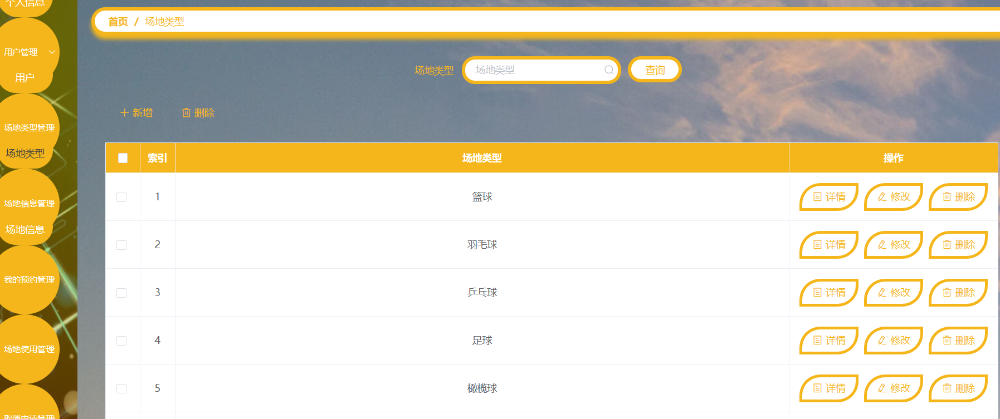 个人信息
用户管理
用户
场地类型管理
场地类型
场地信息管理
场地信息
我的预约管理
场地使用管理
取消申请管理
首页 / 场地类型
场地类型 场地类型 查询
新增 删除
索引 场地类型 操作
1 篮球 详情 修改 删除
2 羽毛球 详情 修改 删除
3 乒乓球 详情 修改 删除
4 足球 详情 修改 删除
5 橄榄球 详情 修改 删除